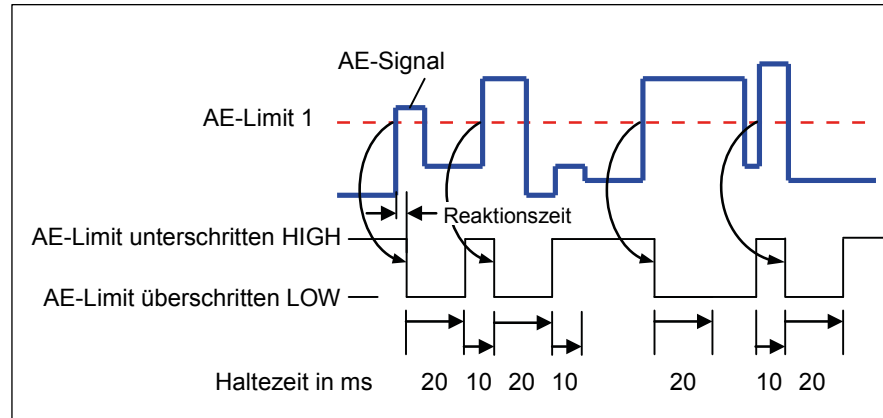 AE-Signal
AE-Limit 1
Reaktionszeit
AE-Limit unterschritten HIGH
AE-Limit überschritten LOW
Haltezeit in ms 20 10 20 10 20 10 20